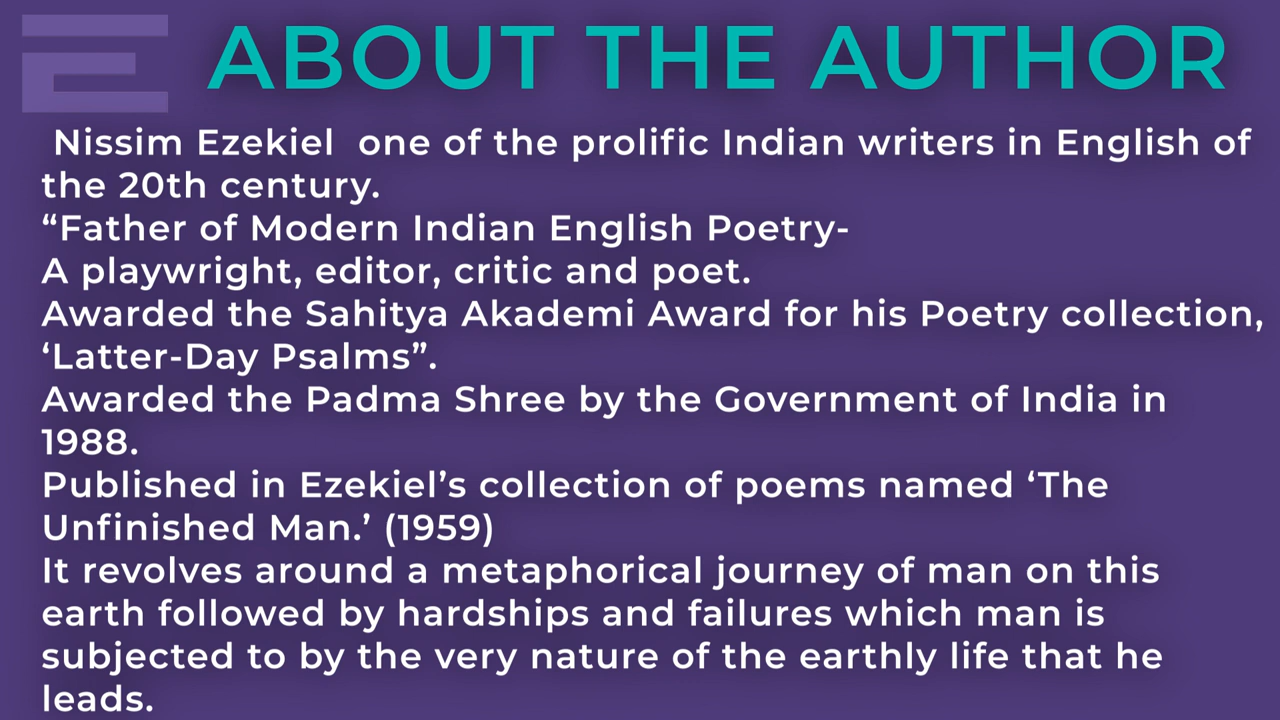 ABOUT THE AUTHOR
Nissim Ezekiel  one of the prolific Indian writers in English of
the 20th century.
“Father of Modern Indian English Poetry-
A playwright, editor, critic and poet.
Awarded the Sahitya Akademi Award for his Poetry collection,
‘Latter-Day Psalms”.
Awarded the Padma Shree by the Government of India in
1988.
Published in Ezekiel’s collection of poems named ‘The
Unfinished Man.’ (1959)
It revolves around a metaphorical journey of man on this
earth followed by hardships and failures which man is
subjected to by the very nature of the earthly life that he
leads.